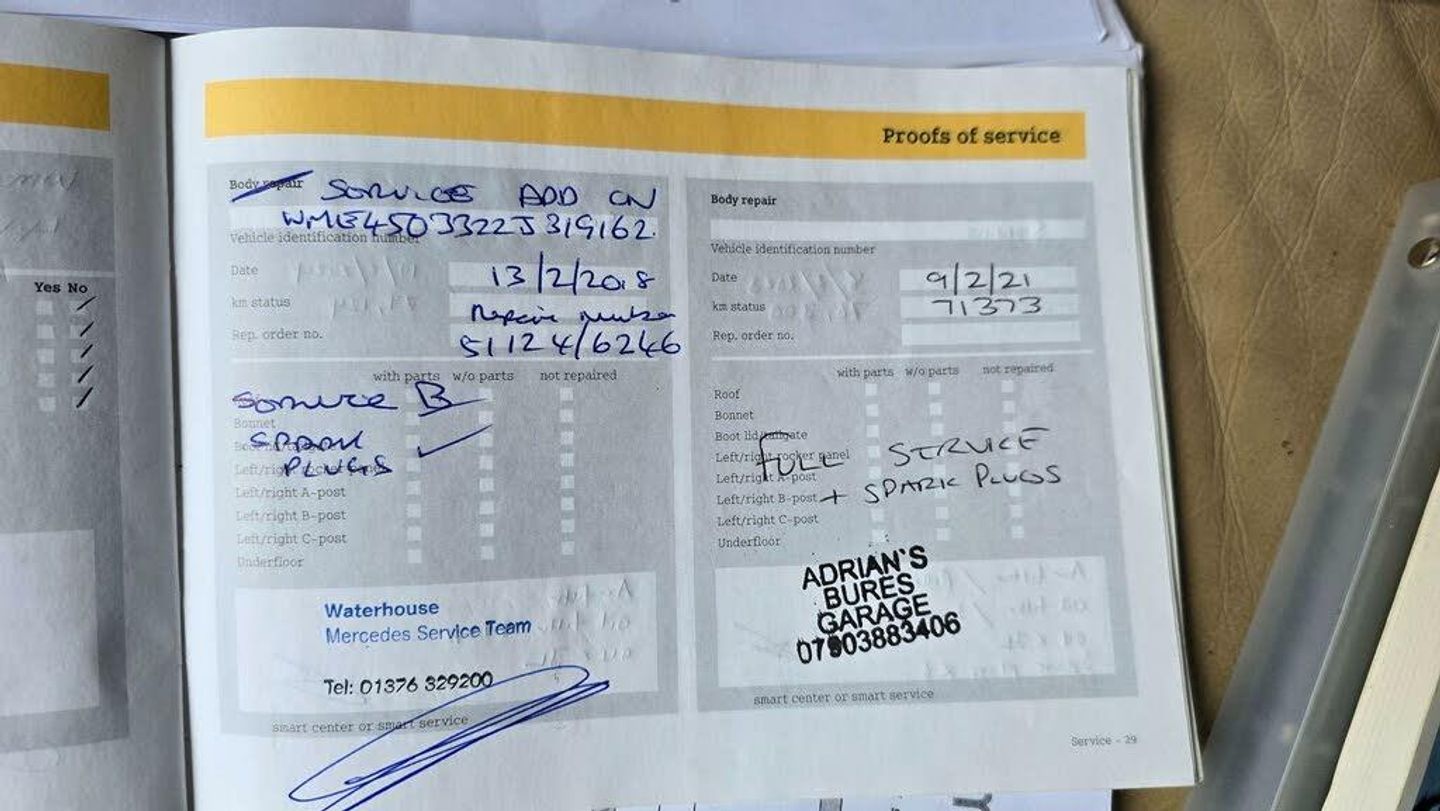 Proofs of service
Yes No
Body repair SERVICE ADD ON
WME4503322J319162.
Vehicle identification number
Date 13/2/2018
km status Repair number
Rep. order no. 51124/6246
with parts w/o parts not repaired
SERVICE B
Bonnet
SPARK
PLUGS
Left/right
Left/right A-post
Left/right B-post
Left/right C-post
Underfloor
Waterhouse
Mercedes Service Team
Tel: 01376 329200
smart center or smart service
Body repair
Vehicle identification number
Date 9/2/21
km status 71373
Rep. order no.
with parts w/o parts not repaired
Roof
Bonnet
Boot lid/tailgate
Left/right rocker panel
FULL SERVICE
Left/right A-post
Left/right B-post + SPARK PLUGS
Left/right C-post
Underfloor
ADRIAN'S
BURES
GARAGE
07903883406
smart center or smart service
Service - 29